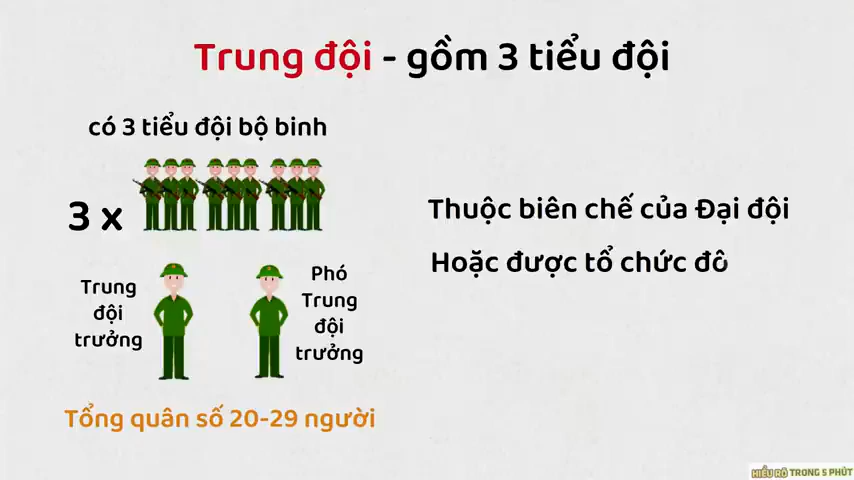 Trung đội - gồm 3 tiểu đội
có 3 tiểu đội bộ binh
3 x
Trung
đội
trưởng
Phó
Trung
đội
trưởng
Tổng quân số 20-29 người
Thuộc biên chế của Đại đội
Hoặc được tổ chức đô
HIỂU RÕ TRONG 5 PHÚT